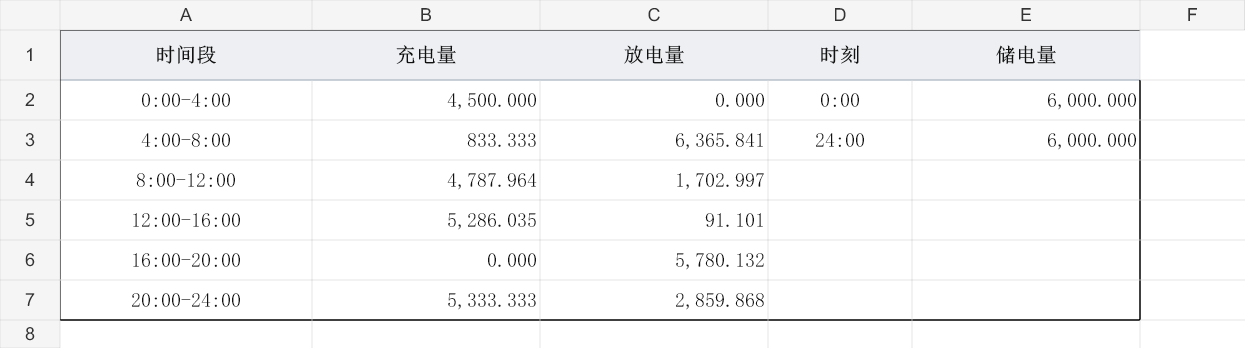 A B C D E F
1 时间段 充电量 放电量 时刻 储电量
2 0:00-4:00 4,500.000 0.000 0:00 6,000.000
3 4:00-8:00 833.333 6,365.841 24:00 6,000.000
4 8:00-12:00 4,787.964 1,702.997
5 12:00-16:00 5,286.035 91.101
6 16:00-20:00 0.000 5,780.132
7 20:00-24:00 5,333.333 2,859.868
8